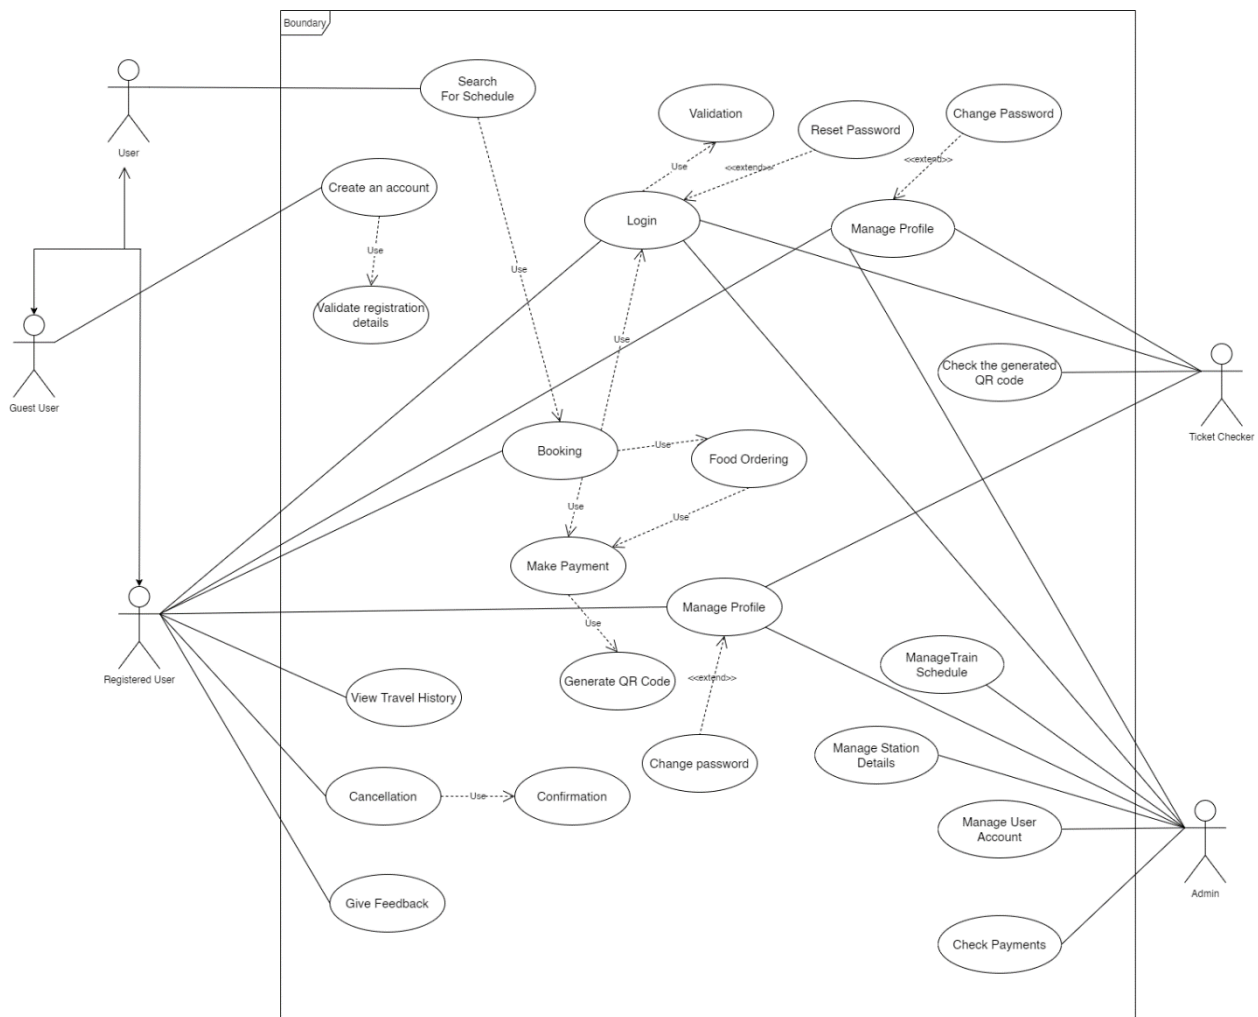 Boundary
Search
For Schedule
Validation
Change Password
Reset Password
User
Use
<<extend>>
<<extend>>
Create an account
Login
Manage Profile
Use
Use
Validate registration
details
Use
Check the generated
QR code
Guest User
Ticket Checker
Booking
Use
Food Ordering
Use
Use
Make Payment
Manage Profile
Use
ManageTrain
Schedule
Registered User
Generate QR Code
<<extend>>
View Travel History
Manage Station
Details
Change password
Cancellation
Use
Confirmation
Manage User
Account
Admin
Give Feedback
Check Payments